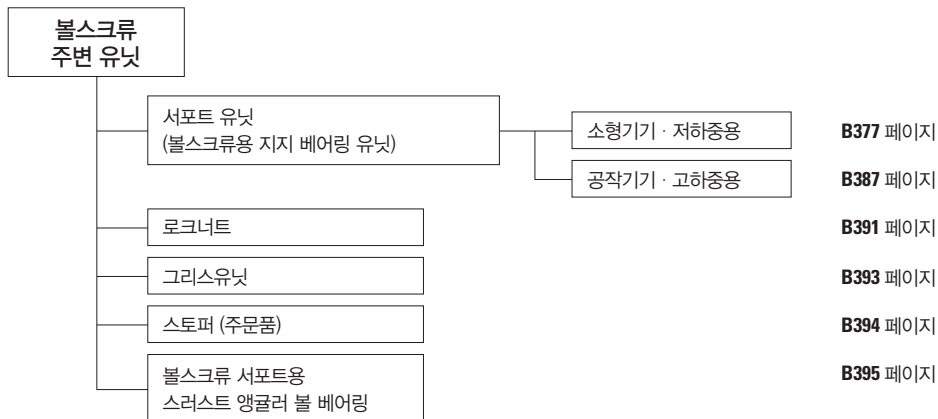 볼스크류
주변 유닛
서포트 유닛
(볼스크류용 지지 베어링 유닛)
소형기기 · 저하중용
B377 페이지
공작기기 · 고하중용
B387 페이지
로크너트
B391 페이지
그리스유닛
B393 페이지
스토퍼 (주문품)
B394 페이지
볼스크류 서포트용
스러스트 앵귤러 볼 베어링
B395 페이지